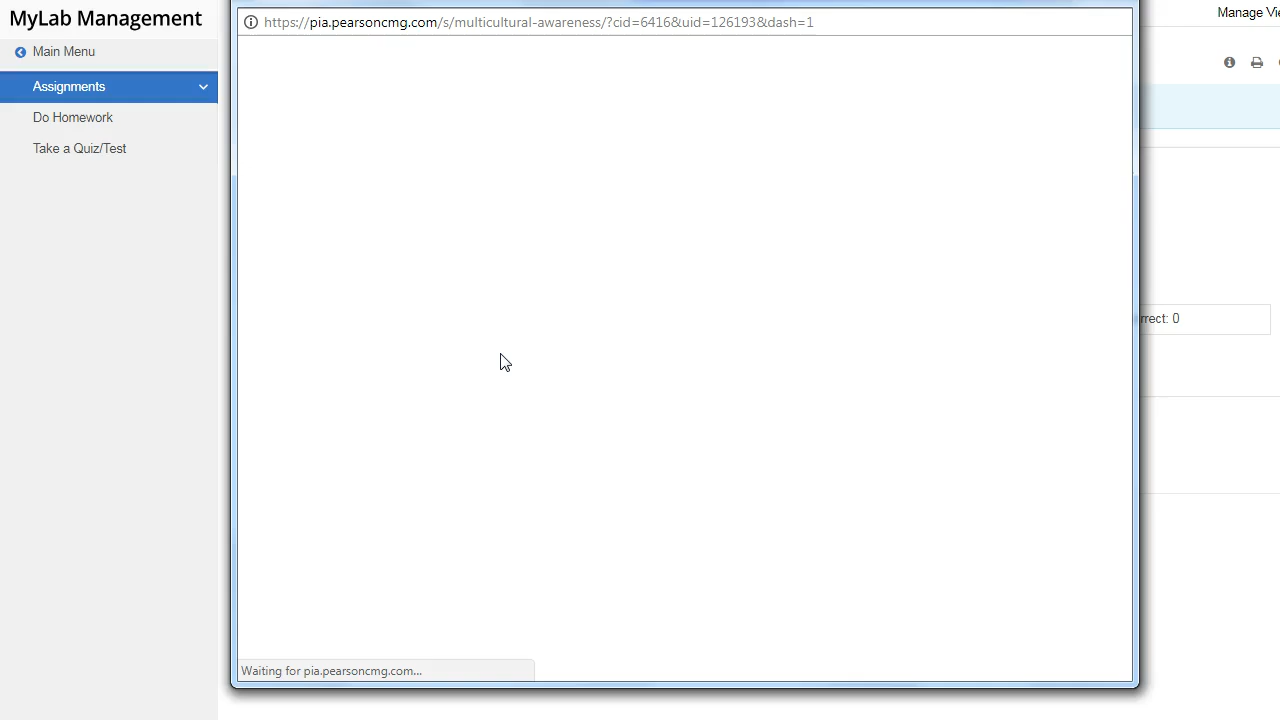 MyLab Management
Main Menu
Assignments
Do Homework
Take a Quiz/Test
https://pia.pearsoncmg.com/s/multicultural-awareness/?cid=6416&uid=126193&dash=1
Waiting for pia.pearsoncmg.com...
Manage Vie
rrect: 0